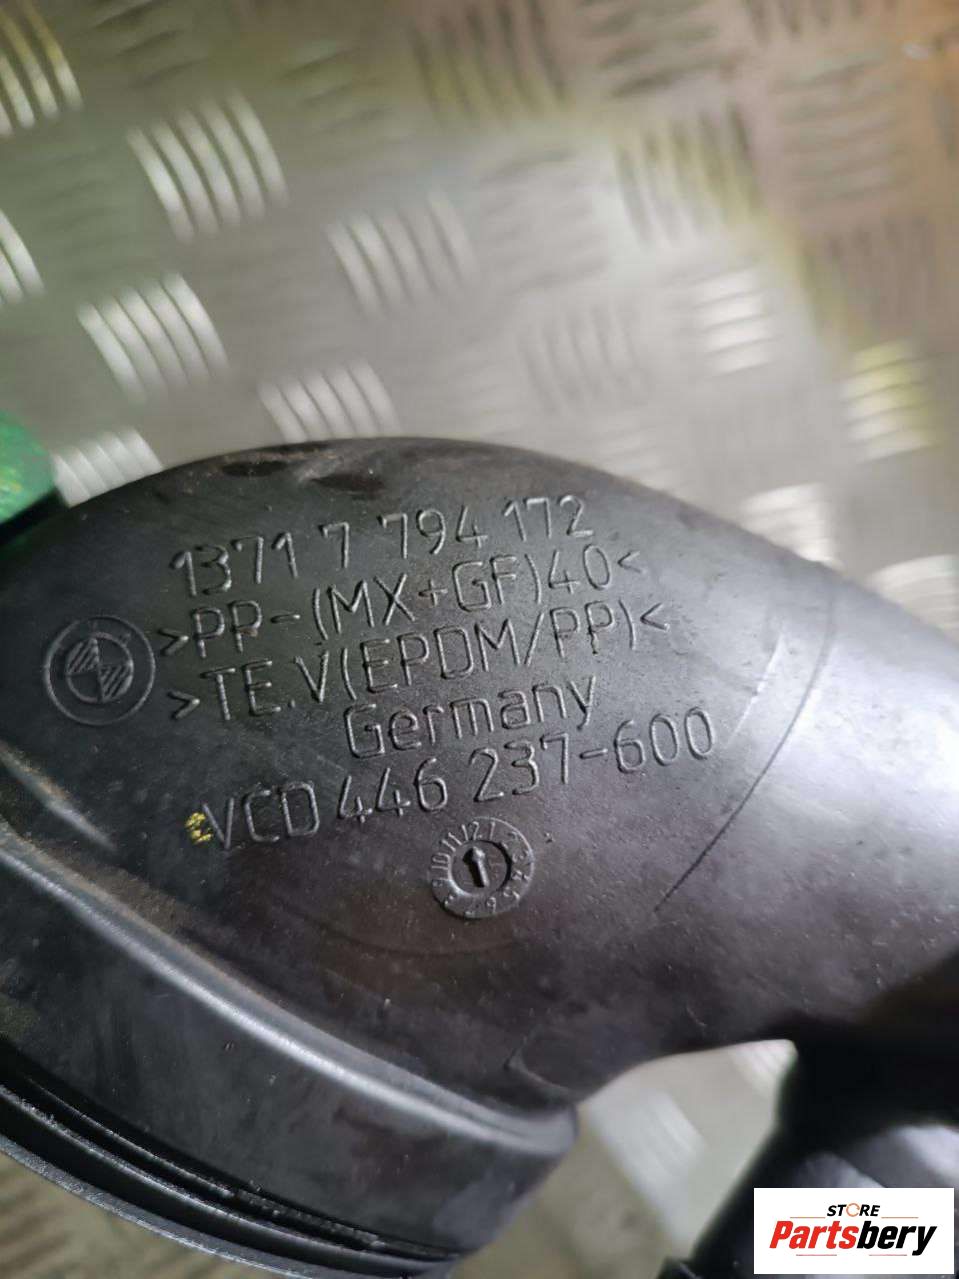 1371 7 794 172
>PP-(MX+GF)40<
>TE.V(EPDM/PP)<
Germany
VCD 446 237-600
STORE
Partsbery